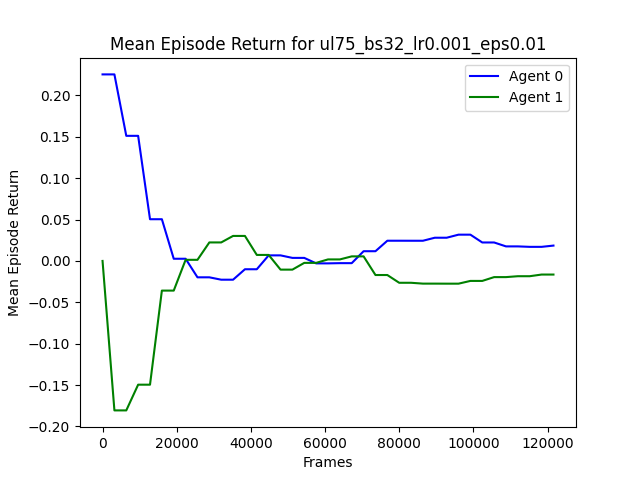 Mean Episode Return for ul75_bs32_lr0.001_eps0.01
Agent 0
Agent 1
0.20
0.15
0.10
0.05
0.00
−0.05
−0.10
−0.15
−0.20
Mean Episode Return
0 20000 40000 60000 80000 100000 120000
Frames